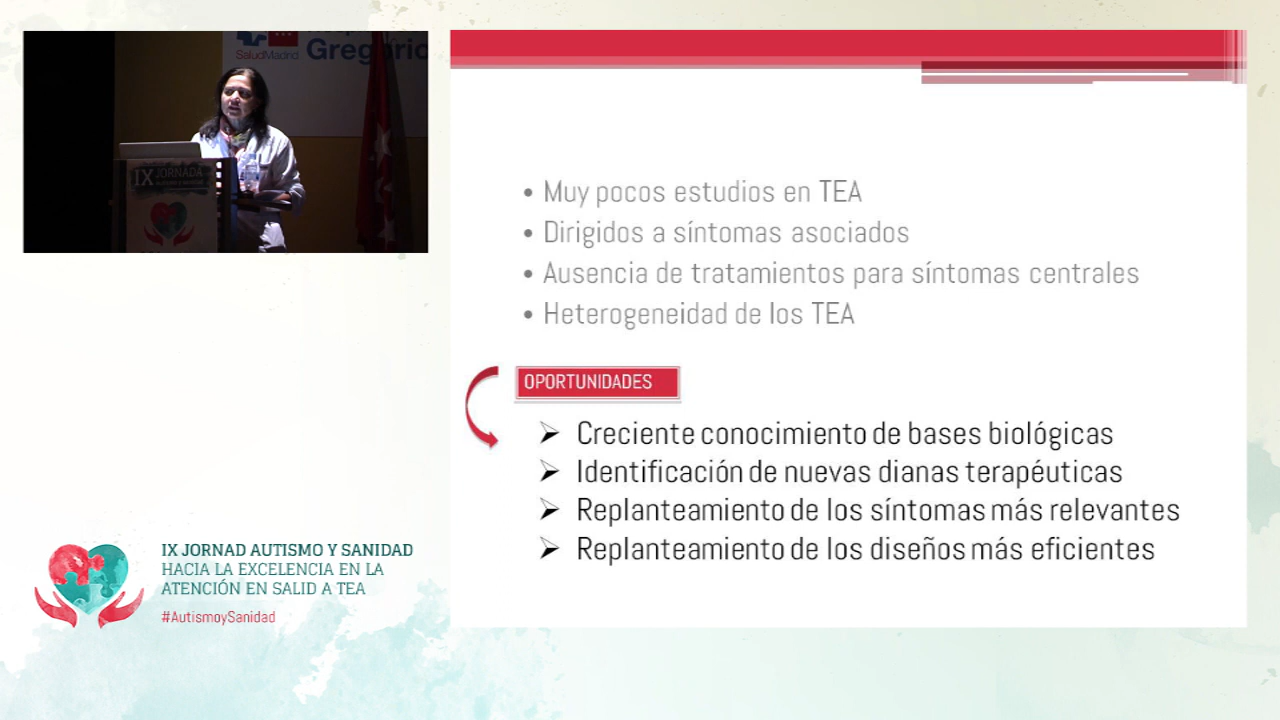 SaludMadrid
Gregorio
IX JORNADA
• Muy pocos estudios en TEA
• Dirigidos a síntomas asociados
• Ausencia de tratamientos para síntomas centrales
• Heterogeneidad de los TEA
OPORTUNIDADES
➢ Creciente conocimiento de bases biológicas
➢ Identificación de nuevas dianas terapéuticas
➢ Replanteamiento de los síntomas más relevantes
➢ Replanteamiento de los diseños más eficientes
IX JORNAD AUTISMO Y SANIDAD
HACIA LA EXCELENCIA EN LA
ATENCIÓN EN SALID A TEA
#AutismoySanidad